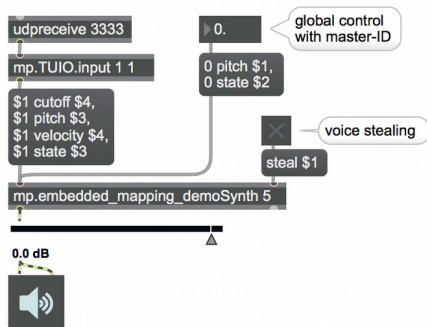 udpreceive 3333
0.
global control
with master-ID
mp.TUIO.input 1 1
0 pitch $1,
0 state $2
$1 cutoff $4,
$1 pitch $3,
$1 velocity $4,
$1 state $3
voice stealing
steal $1
mp.embedded_mapping_demoSynth 5
0.0 dB